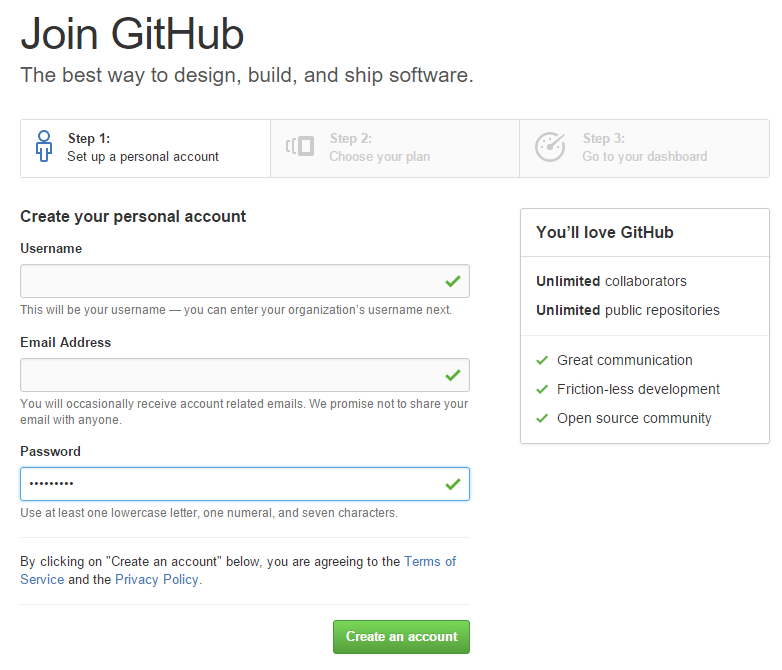 Join GitHub
The best way to design, build, and ship software.
Step 1:
Set up a personal account
Step 2:
Choose your plan
Step 3:
Go to your dashboard
Create your personal account
Username
This will be your username — you can enter your organization’s username next.
Email Address
You will occasionally receive account related emails. We promise not to share your
email with anyone.
Password
•••••••••
Use at least one lowercase letter, one numeral, and seven characters.
By clicking on "Create an account" below, you are agreeing to the Terms of
Service and the Privacy Policy.
Create an account
You’ll love GitHub
Unlimited collaborators
Unlimited public repositories
Great communication
Friction-less development
Open source community